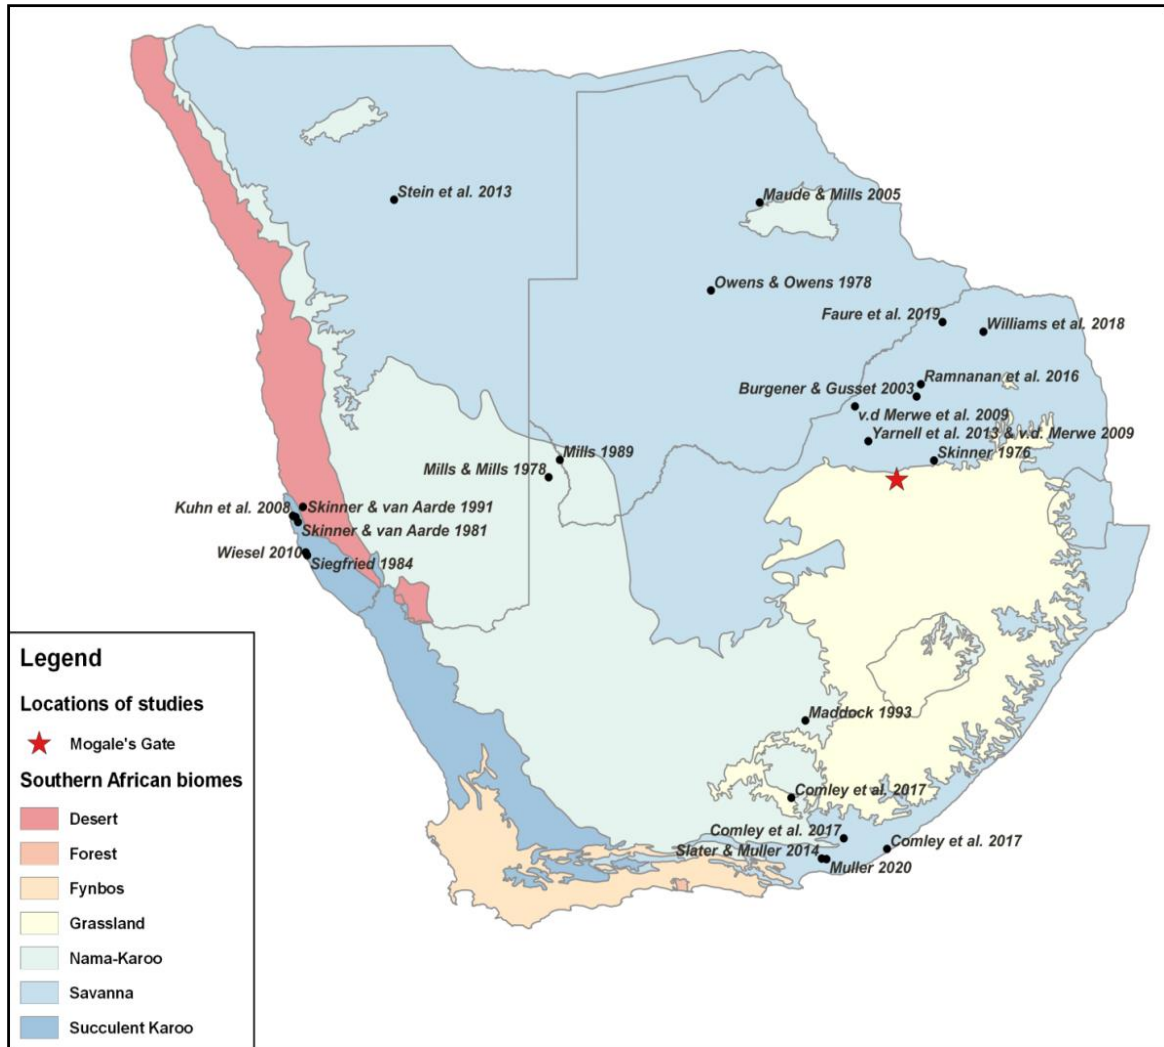 Stein et al. 2013
Maude & Mills 2005
Owens & Owens 1978
Faure et al. 2019
Williams et al. 2018
Ramnanan et al. 2016
Burgener & Gusset 2003
v.d Merwe et al. 2009
Yarnell et al. 2013 & v.d. Merwe 2009
Skinner 1976
Mills 1989
Mills & Mills 1978
Kuhn et al. 2008
Skinner & van Aarde 1991
Skinner & van Aarde 1981
Wiesel 2010
Siegfried 1984
Maddock 1993
Comley et al. 2017
Comley et al. 2017
Comley et al. 2017
Slater & Muller 2014
Muller 2020
Legend
Locations of studies
Mogale's Gate
Southern African biomes
Desert
Forest
Fynbos
Grassland
Nama-Karoo
Savanna
Succulent Karoo